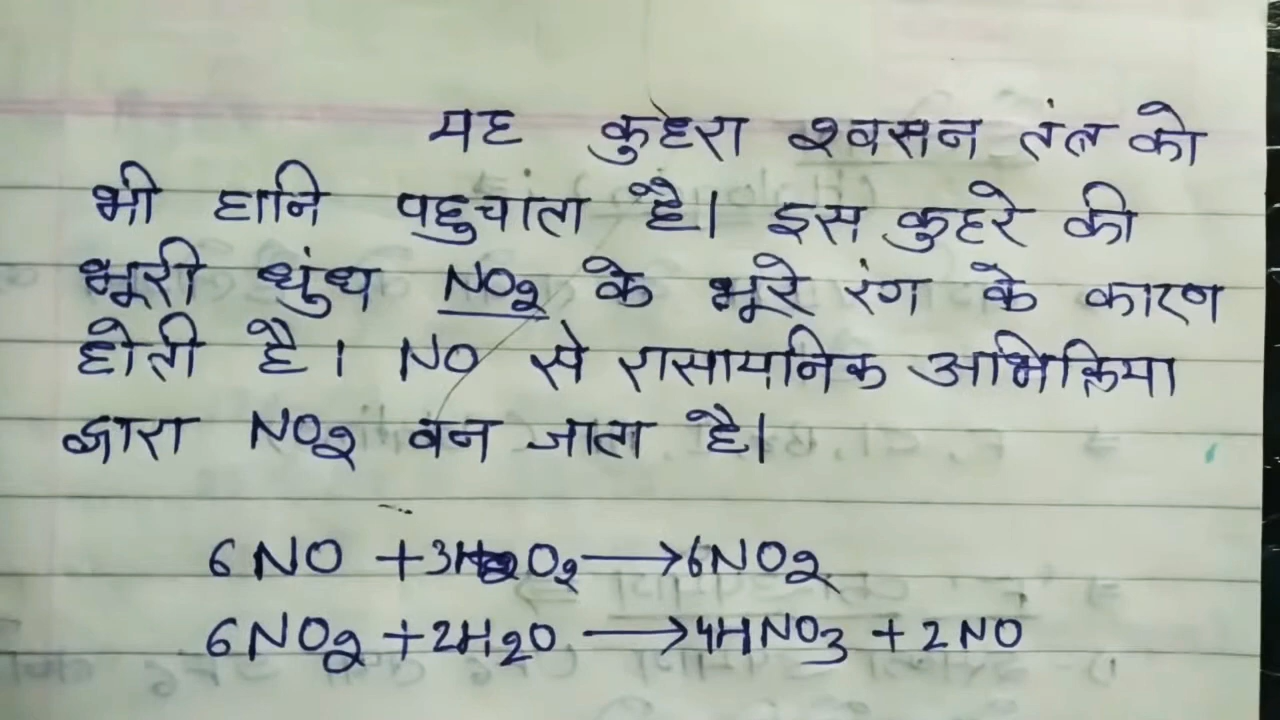 यह कुहेरा श्वसन तंत्र को
भी हानि पहुचाता है। इस कुहरे की
भूरी धुंध NO₂ के भूरे रंग के कारण
होती है। NO से रासायनिक अभिक्रिया
द्वारा NO₂ बन जाता है।
6NO + 3O₂ ⟶ 6NO₂
6NO₂ + 2H₂O ⟶ 4HNO₃ + 2NO